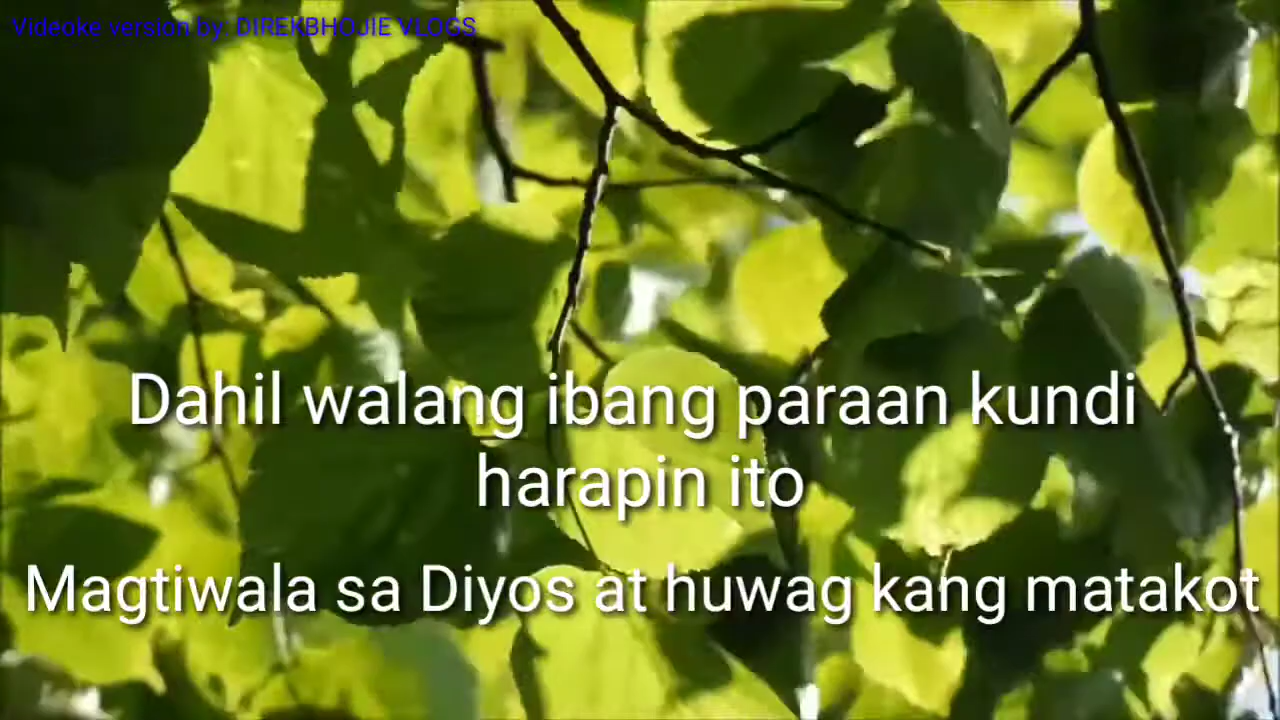 Videoke version by: DIREKBHOJIE VLOGS
Dahil walang ibang paraan kundi
harapin ito
Magtiwala sa Diyos at huwag kang matakot